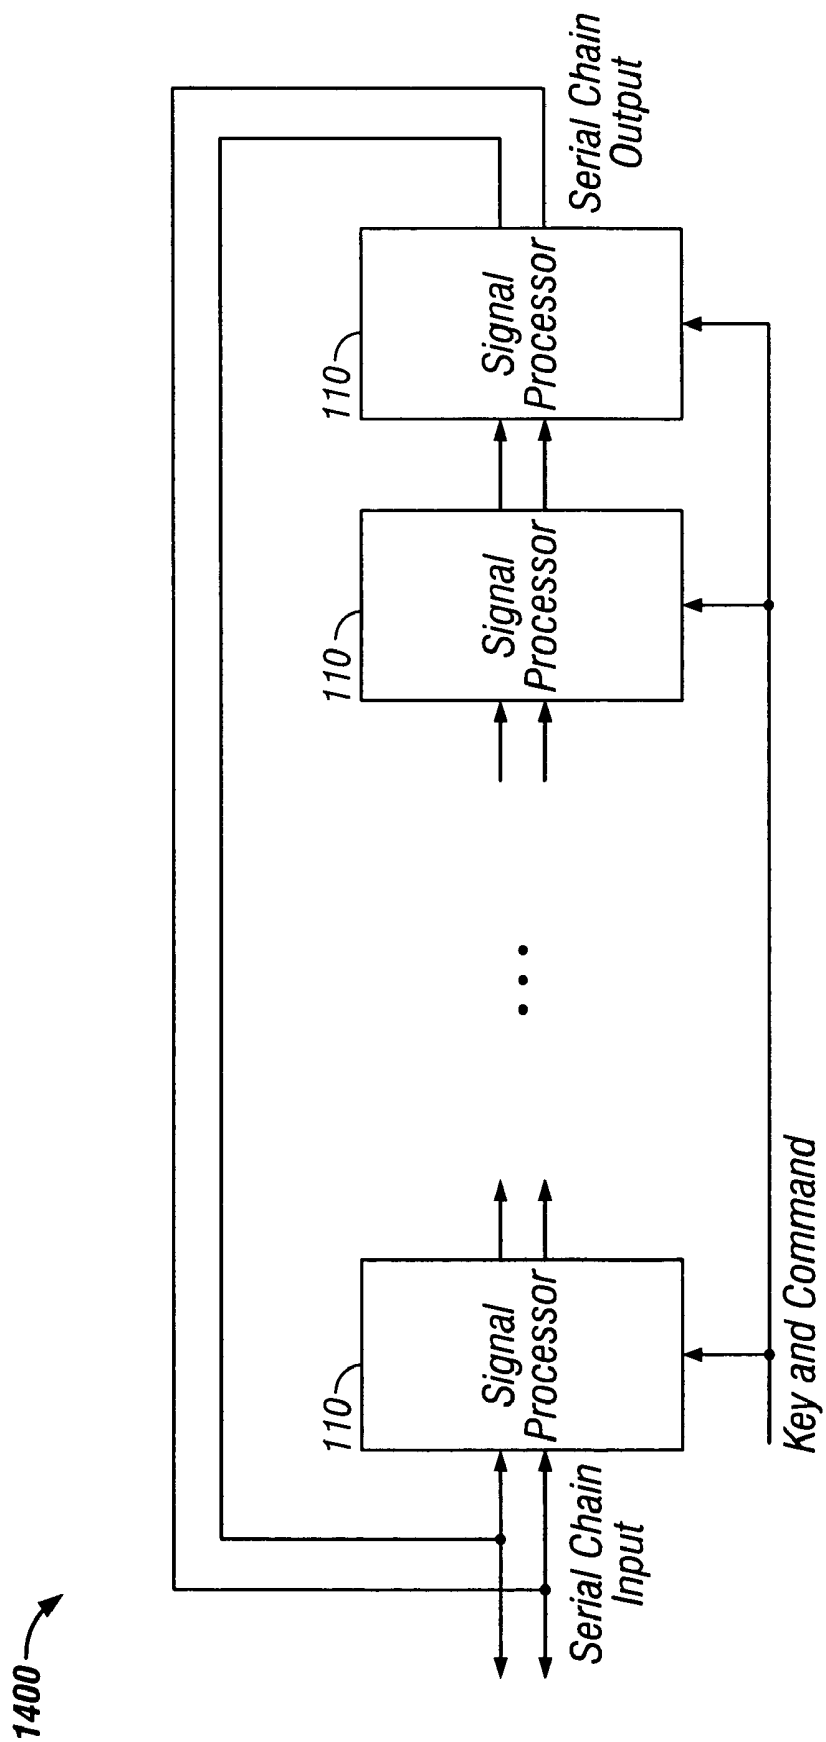 1400
110
Signal
Processor
110
Signal
Processor
110
Signal
Processor
Serial Chain
Input
Serial Chain
Output
Key and Command